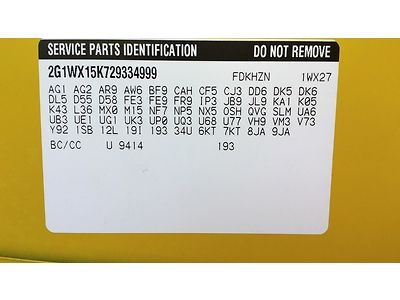 SERVICE PARTS IDENTIFICATION DO NOT REMOVE
2G1WX15K729334999 FDKHZN 1WX27
AG1 AG2 AR9 AW6 BF9 CAH CF5 CJ3 DD6 DK5 DK6
DL5 D55 D58 FE3 FE9 FR9 IP3 JB9 JL9 KA1 K05
K43 L36 MX0 M15 NF7 NP5 NX5 OSH QVG SLM UA6
UB3 UE1 UG1 UK3 UP0 UQ3 U68 U77 VH9 VM3 V73
Y92 1SB 12L 19I 193 34U 6KT 7KT 8JA 9JA
BC/CC U 9414 193